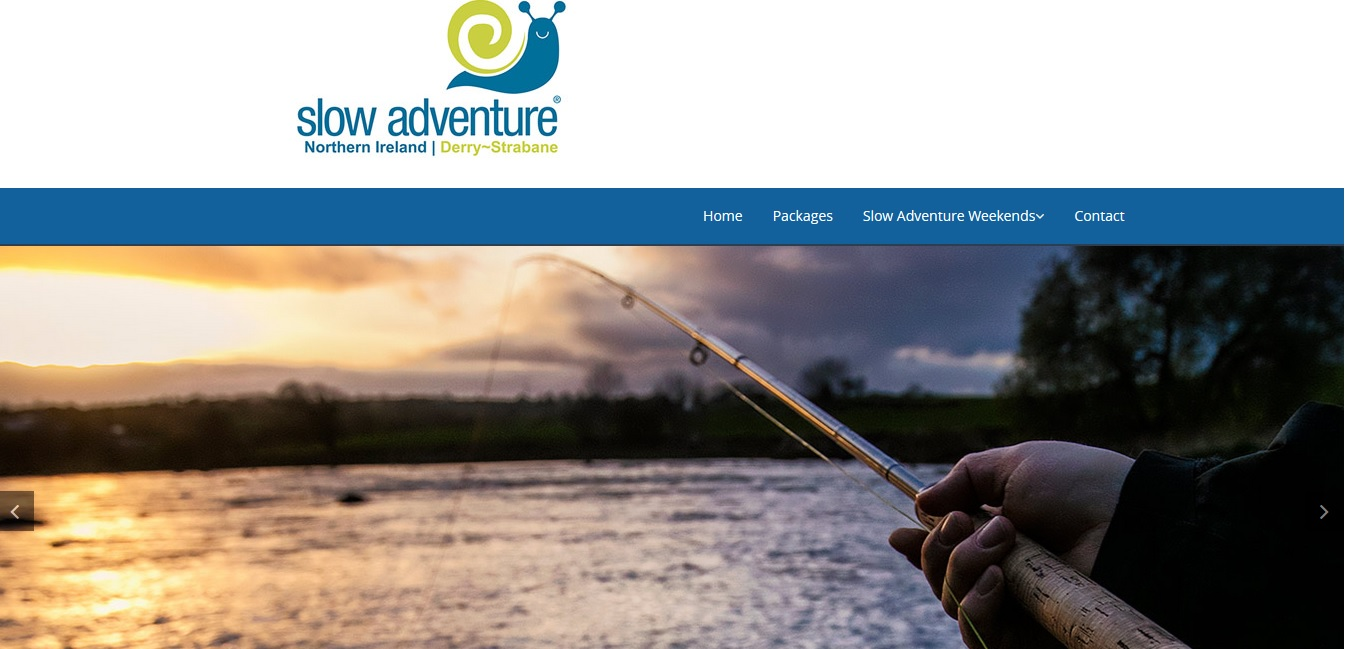 slow adventure®
Northern Ireland | Derry~Strabane
Home Packages Slow Adventure Weekends Contact